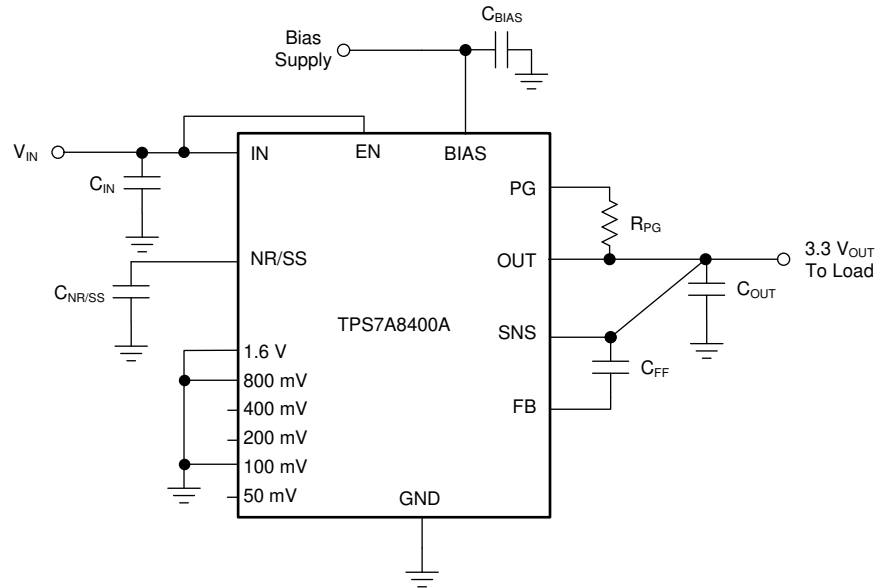 C_BIAS
Bias
Supply
V_IN
IN
EN
BIAS
C_IN
PG
R_PG
NR/SS
OUT
3.3 V_OUT
To Load
C_NR/SS
C_OUT
TPS7A8400A
SNS
1.6 V
C_FF
800 mV
400 mV
FB
200 mV
100 mV
50 mV
GND